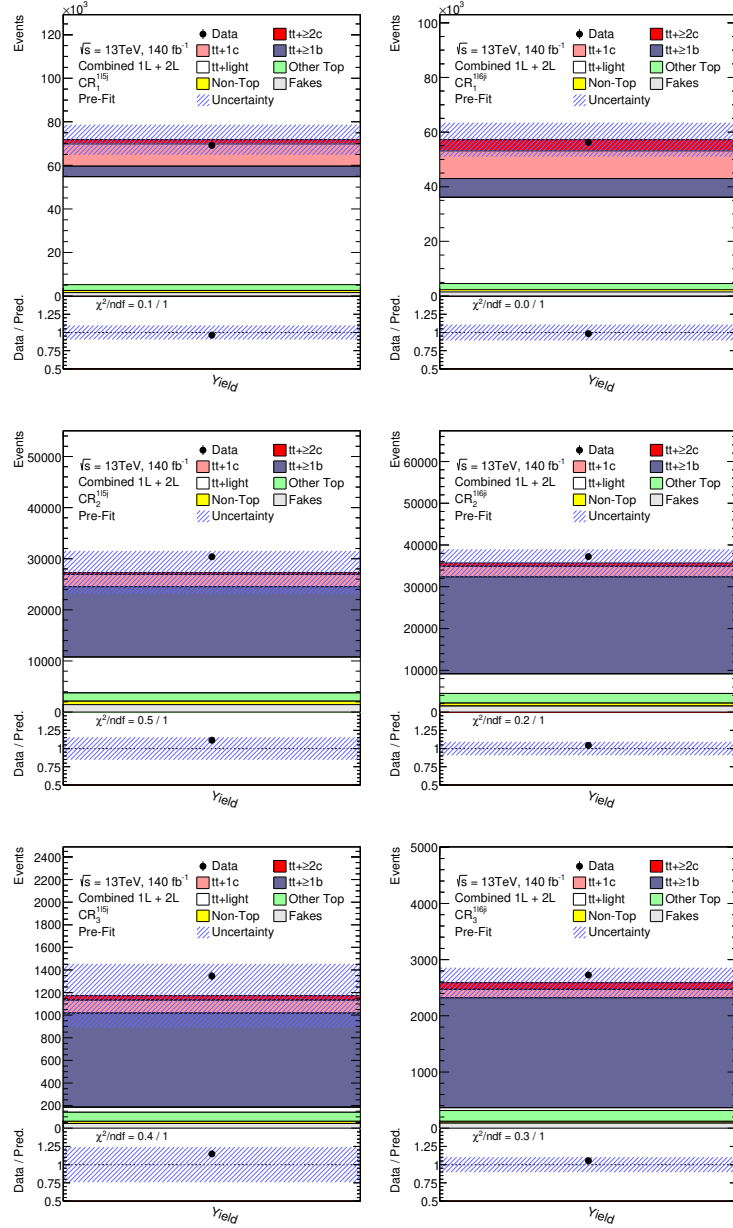 ×10³
Events
120
100
80
60
40
20
0
√s = 13TeV, 140 fb⁻¹
Combined 1L + 2L
CR₁^1l5j
Pre-Fit
Data
tt+≥2c
tt+1c
tt+≥1b
tt+light
Other Top
Non-Top
Fakes
Uncertainty
Data / Pred.
1.25
1
0.75
0.5
χ²/ndf = 0.1 / 1
Yield
×10³
Events
100
80
60
40
20
0
√s = 13TeV, 140 fb⁻¹
Combined 1L + 2L
CR₁^1l6ji
Pre-Fit
Data
tt+≥2c
tt+1c
tt+≥1b
tt+light
Other Top
Non-Top
Fakes
Uncertainty
Data / Pred.
1.25
1
0.75
0.5
χ²/ndf = 0.0 / 1
Yield
Events
50000
40000
30000
20000
10000
0
√s = 13TeV, 140 fb⁻¹
Combined 1L + 2L
CR₂^1l5j
Pre-Fit
Data
tt+≥2c
tt+1c
tt+≥1b
tt+light
Other Top
Non-Top
Fakes
Uncertainty
Data / Pred.
1.25
1
0.75
0.5
χ²/ndf = 0.5 / 1
Yield
Events
60000
50000
40000
30000
20000
10000
0
√s = 13TeV, 140 fb⁻¹
Combined 1L + 2L
CR₂^1l6ji
Pre-Fit
Data
tt+≥2c
tt+1c
tt+≥1b
tt+light
Other Top
Non-Top
Fakes
Uncertainty
Data / Pred.
1.25
1
0.75
0.5
χ²/ndf = 0.2 / 1
Yield
Events
2400
2200
2000
1800
1600
1400
1200
1000
800
600
400
200
0
√s = 13TeV, 140 fb⁻¹
Combined 1L + 2L
CR₃^1l5j
Pre-Fit
Data
tt+≥2c
tt+1c
tt+≥1b
tt+light
Other Top
Non-Top
Fakes
Uncertainty
Data / Pred.
1.25
1
0.75
0.5
χ²/ndf = 0.4 / 1
Yield
Events
5000
4000
3000
2000
1000
0
√s = 13TeV, 140 fb⁻¹
Combined 1L + 2L
CR₃^1l6ji
Pre-Fit
Data
tt+≥2c
tt+1c
tt+≥1b
tt+light
Other Top
Non-Top
Fakes
Uncertainty
Data / Pred.
1.25
1
0.75
0.5
χ²/ndf = 0.3 / 1
Yield